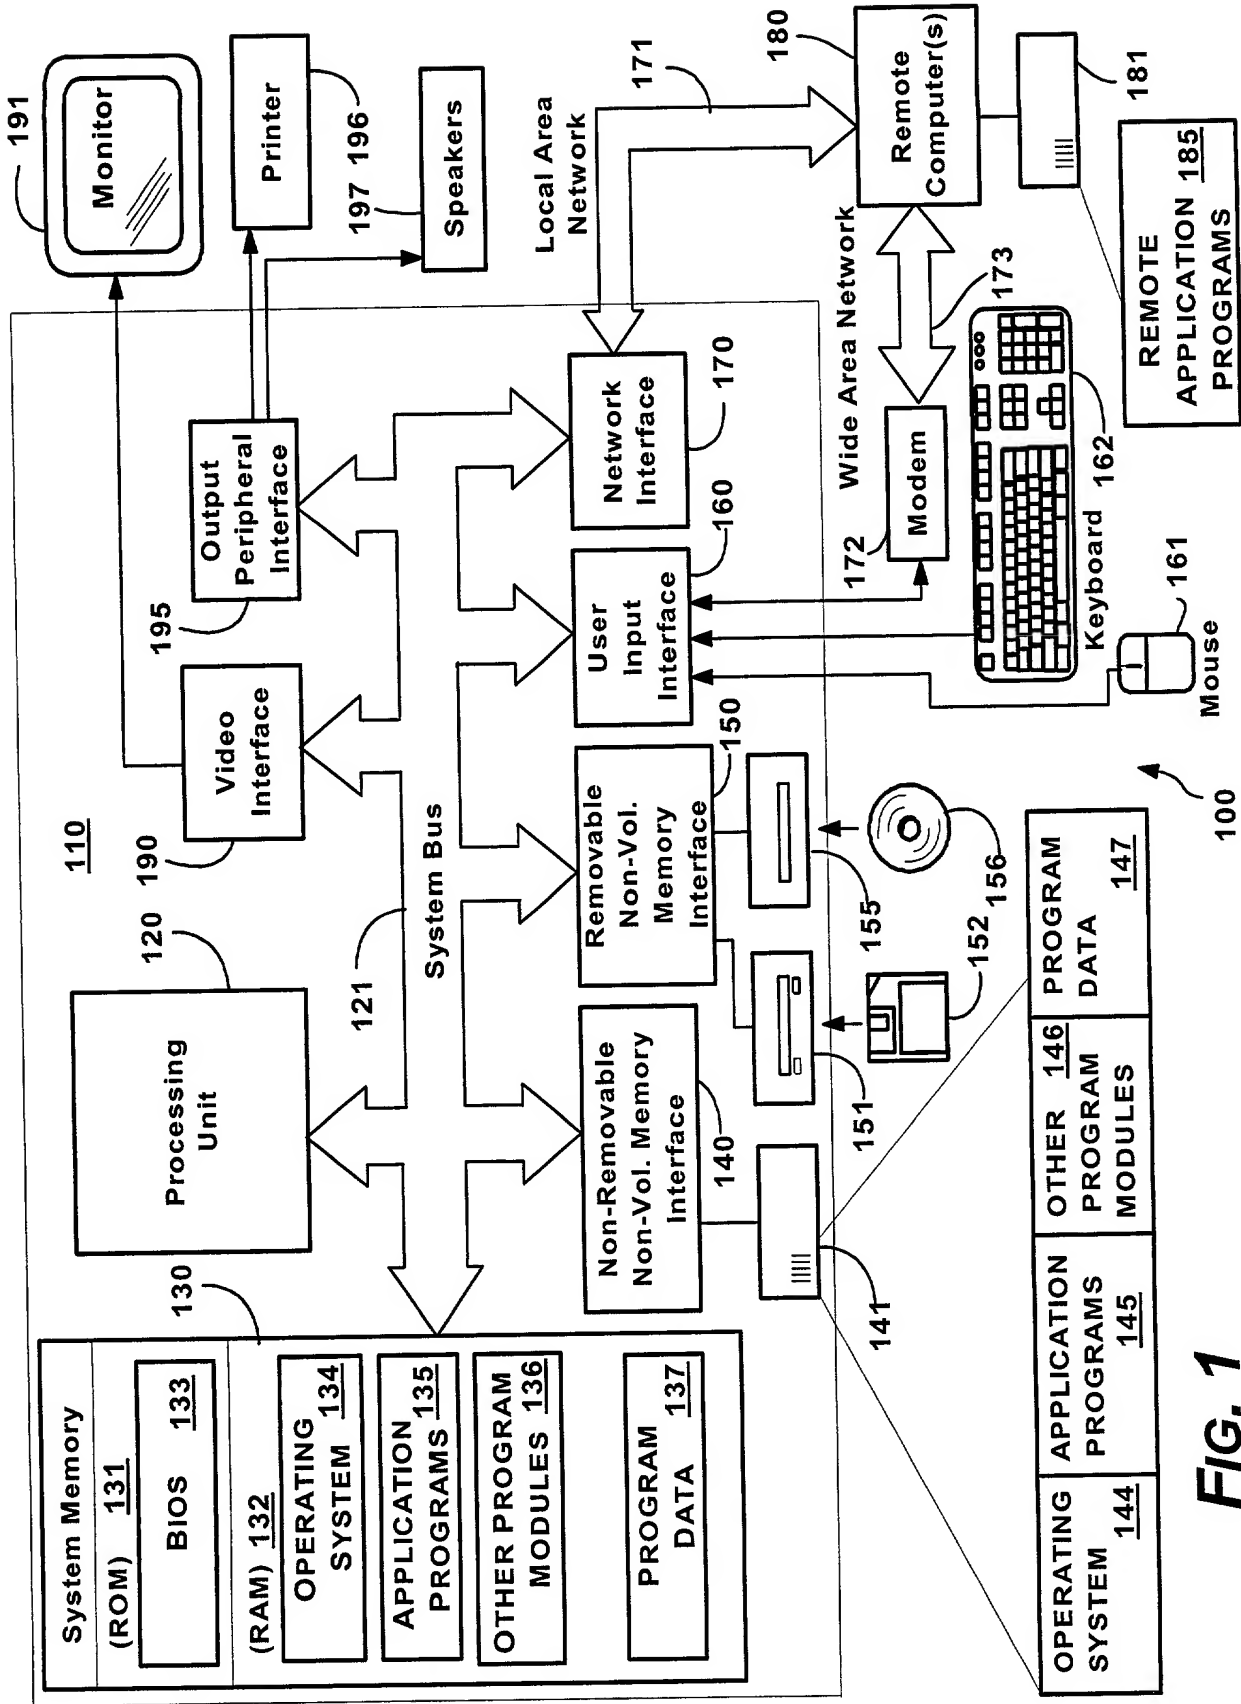 System Memory
(ROM) 131
BIOS 133
(RAM) 132
OPERATING
SYSTEM 134
APPLICATION
PROGRAMS 135
OTHER PROGRAM
MODULES 136
PROGRAM
DATA 137
130
Processing
Unit
120
110
190
Video
Interface
195
Output
Peripheral
Interface
191
Monitor
Printer
196
197
Speakers
121
System Bus
Non-Removable
Non-Vol. Memory
Interface
140
Removable
Non-Vol.
Memory
Interface
150
User
Input
Interface
160
Network
Interface
170
Local Area
Network
171
141
151
152
155
156
172
Modem
Wide Area Network
173
180
Remote
Computer(s)
181
Keyboard 162
161
Mouse
REMOTE
APPLICATION 185
PROGRAMS
OPERATING
SYSTEM 144
APPLICATION
PROGRAMS
145
OTHER 146
PROGRAM
MODULES
PROGRAM
DATA
147
100
FIG. 1